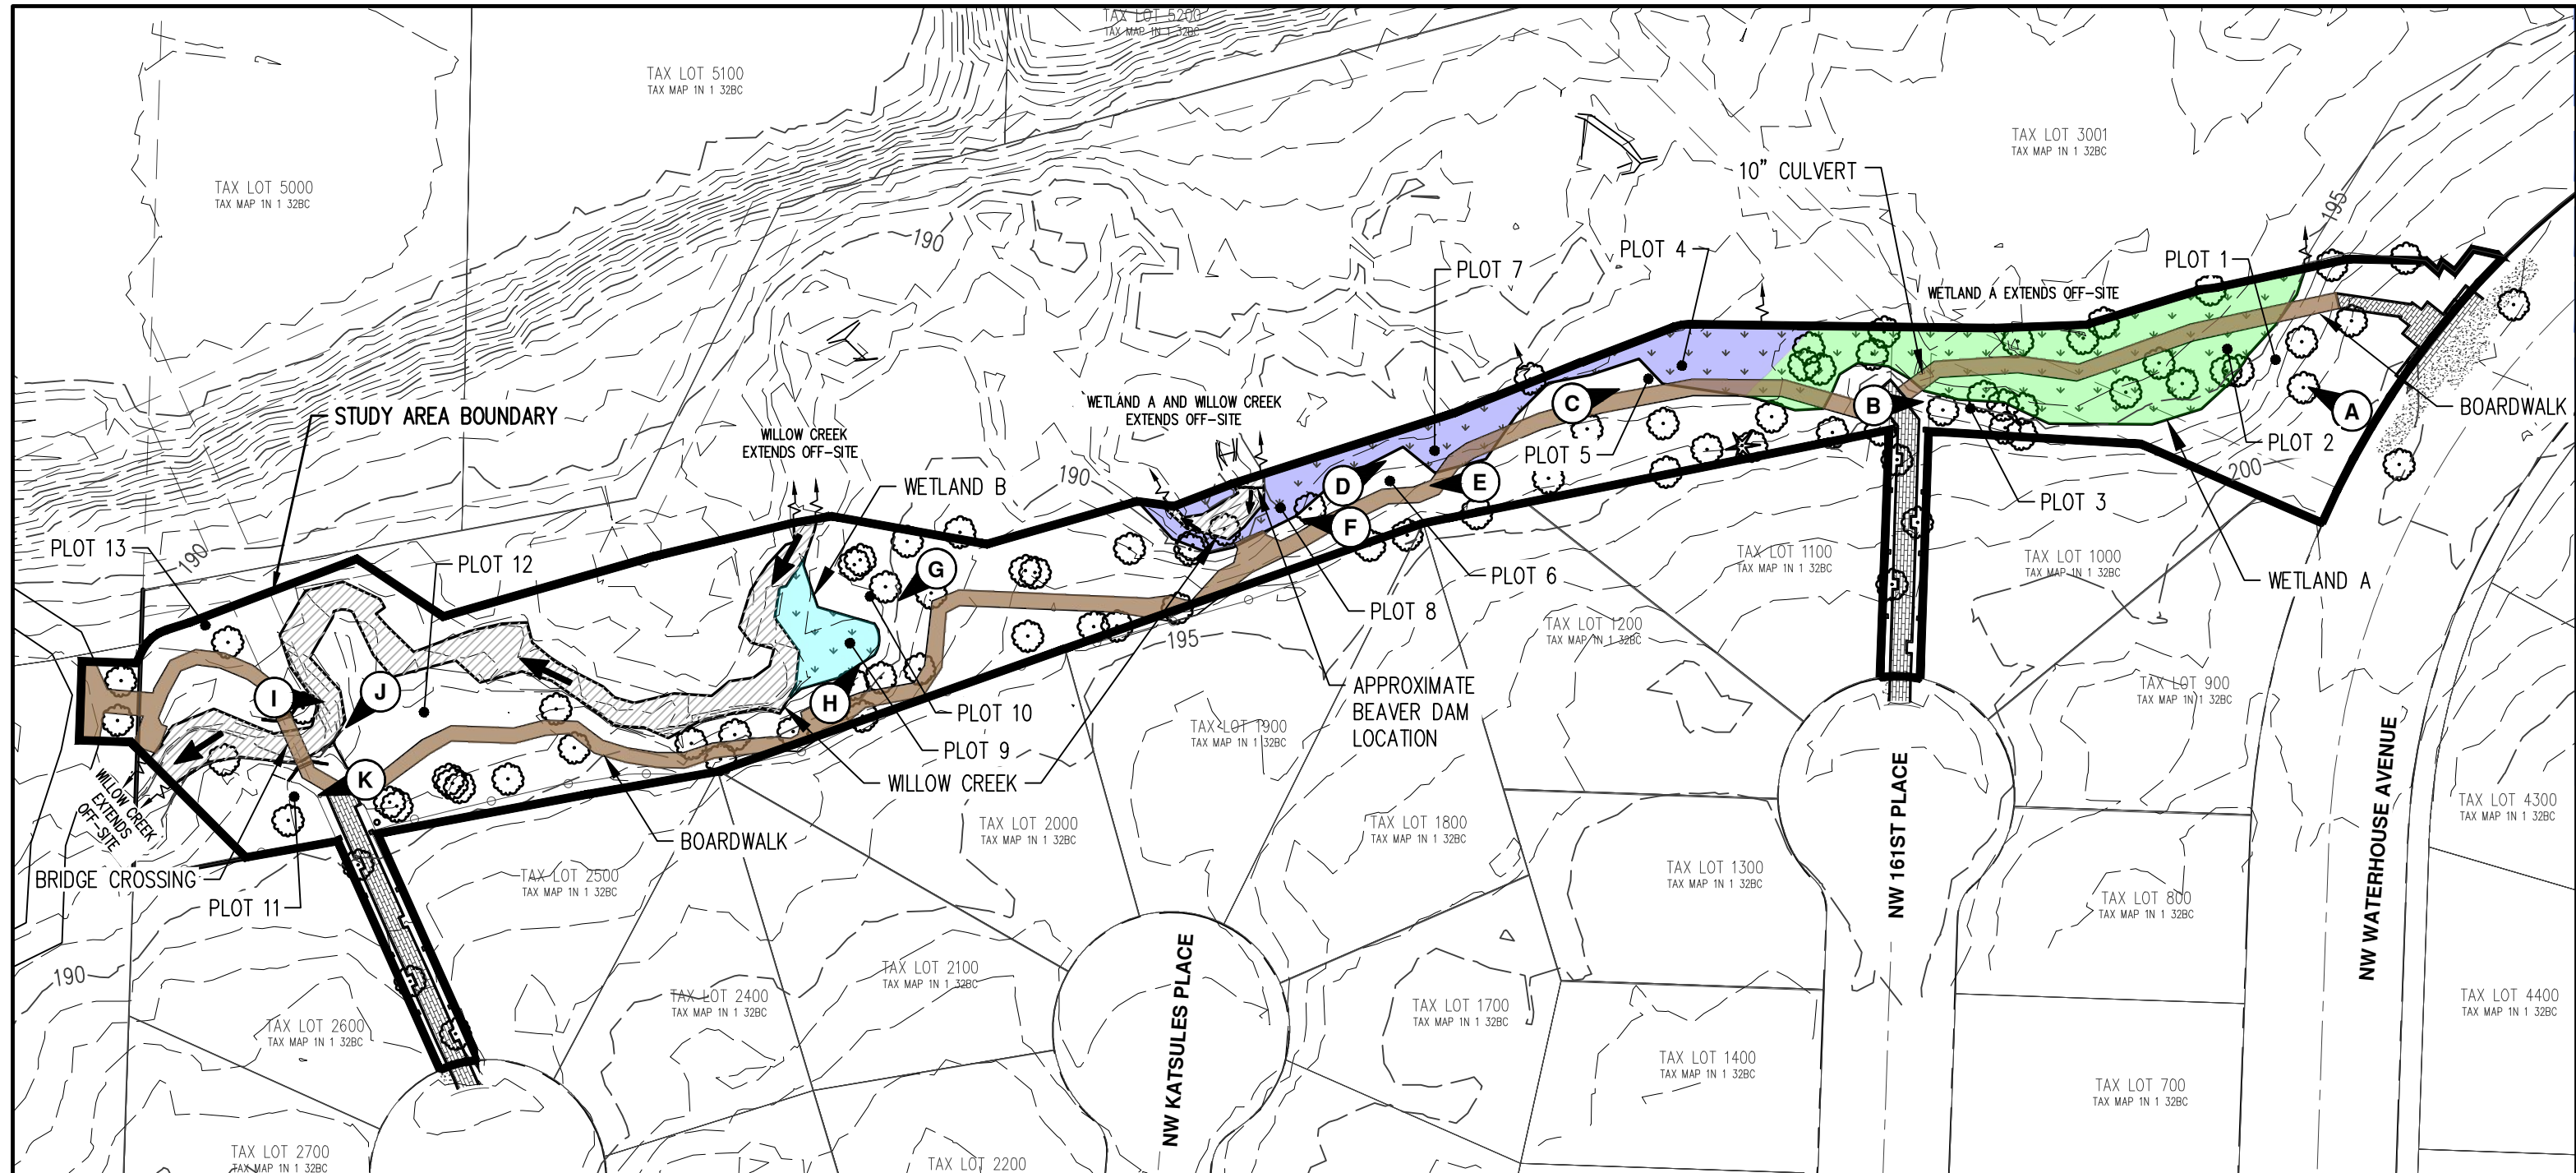 TAX LOT 5200
TAX MAP 1N 1 32BC
TAX LOT 5100
TAX MAP 1N 1 32BC
TAX LOT 3001
TAX MAP 1N 1 32BC
TAX LOT 5000
TAX MAP 1N 1 32BC
10" CULVERT
195
190
PLOT 4
PLOT 7
PLOT 1
WETLAND A EXTENDS OFF-SITE
STUDY AREA BOUNDARY
WETLAND A AND WILLOW CREEK
EXTENDS OFF-SITE
WILLOW CREEK
EXTENDS OFF-SITE
C
B
A
BOARDWALK
PLOT 2
PLOT 5
200
190
WETLAND B
D
E
PLOT 3
F
PLOT 13
190
PLOT 12
G
TAX LOT 1100
TAX MAP 1N 1 32BC
TAX LOT 1000
TAX MAP 1N 1 32BC
PLOT 6
WETLAND A
PLOT 8
195
TAX LOT 1200
TAX MAP 1N 1 32BC
I
J
H
APPROXIMATE
BEAVER DAM
LOCATION
TAX LOT 900
TAX MAP 1N 1 32BC
PLOT 10
TAX LOT 1900
TAX MAP 1N 1 32BC
PLOT 9
K
WILLOW CREEK
WILLOW CREEK
EXTENDS
OFF-SITE
BOARDWALK
TAX LOT 2000
TAX MAP 1N 1 32BC
TAX LOT 1800
TAX MAP 1N 1 32BC
NW 161ST PLACE
NW WATERHOUSE AVENUE
TAX LOT 4300
TAX MAP 1N 1 32BC
BRIDGE CROSSING
PLOT 11
TAX LOT 2500
TAX MAP 1N 1 32BC
TAX LOT 1300
TAX MAP 1N 1 32BC
TAX LOT 800
TAX MAP 1N 1 32BC
190
TAX LOT 2100
TAX MAP 1N 1 32BC
TAX LOT 2400
TAX MAP 1N 1 32BC
NW KATSULES PLACE
TAX LOT 1700
TAX MAP 1N 1 32BC
TAX LOT 4400
TAX MAP 1N 1 32BC
TAX LOT 2600
TAX MAP 1N 1 32BC
TAX LOT 1400
TAX MAP 1N 1 32BC
TAX LOT 700
TAX MAP 1N 1 32BC
TAX LOT 2700
TAX MAP 1N 1 32BC
TAX LOT 2200